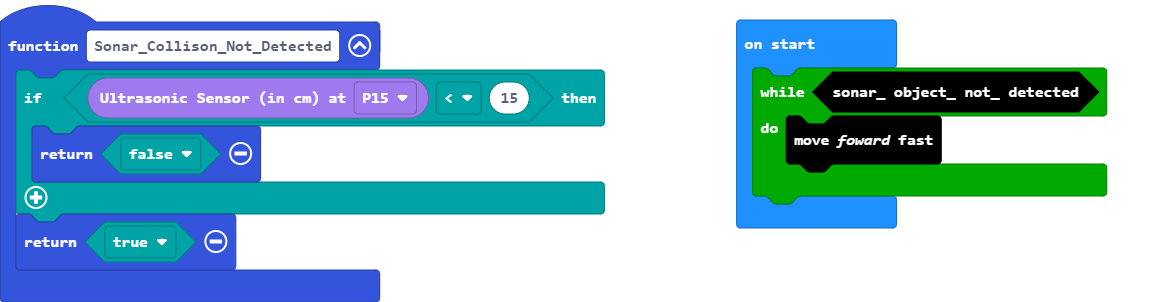 function Sonar_Collison_Not_Detected
if Ultrasonic Sensor (in cm) at P15 < 15 then
return false
return true
on start
while sonar_ object_ not_ detected
do
move foward fast